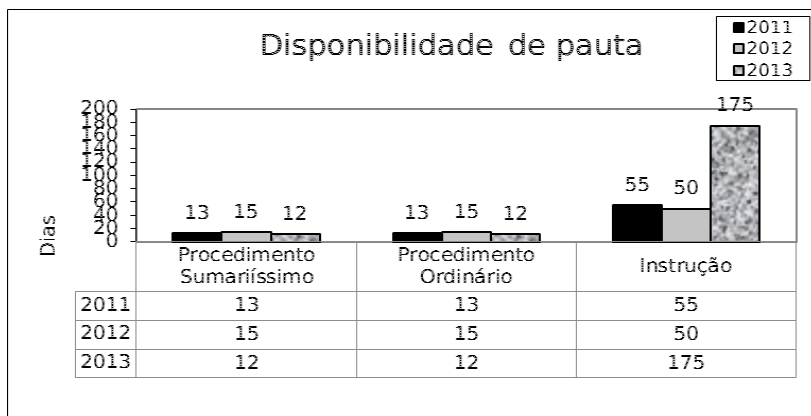 Disponibilidade de pauta
2011
2012
2013
Dias
200
180
160
140
120
100
80
60
40
20
0
13 15 12
13 15 12
55 50 175
Procedimento Sumariíssimo
Procedimento Ordinário
Instrução
2011 13 13 55
2012 15 15 50
2013 12 12 175